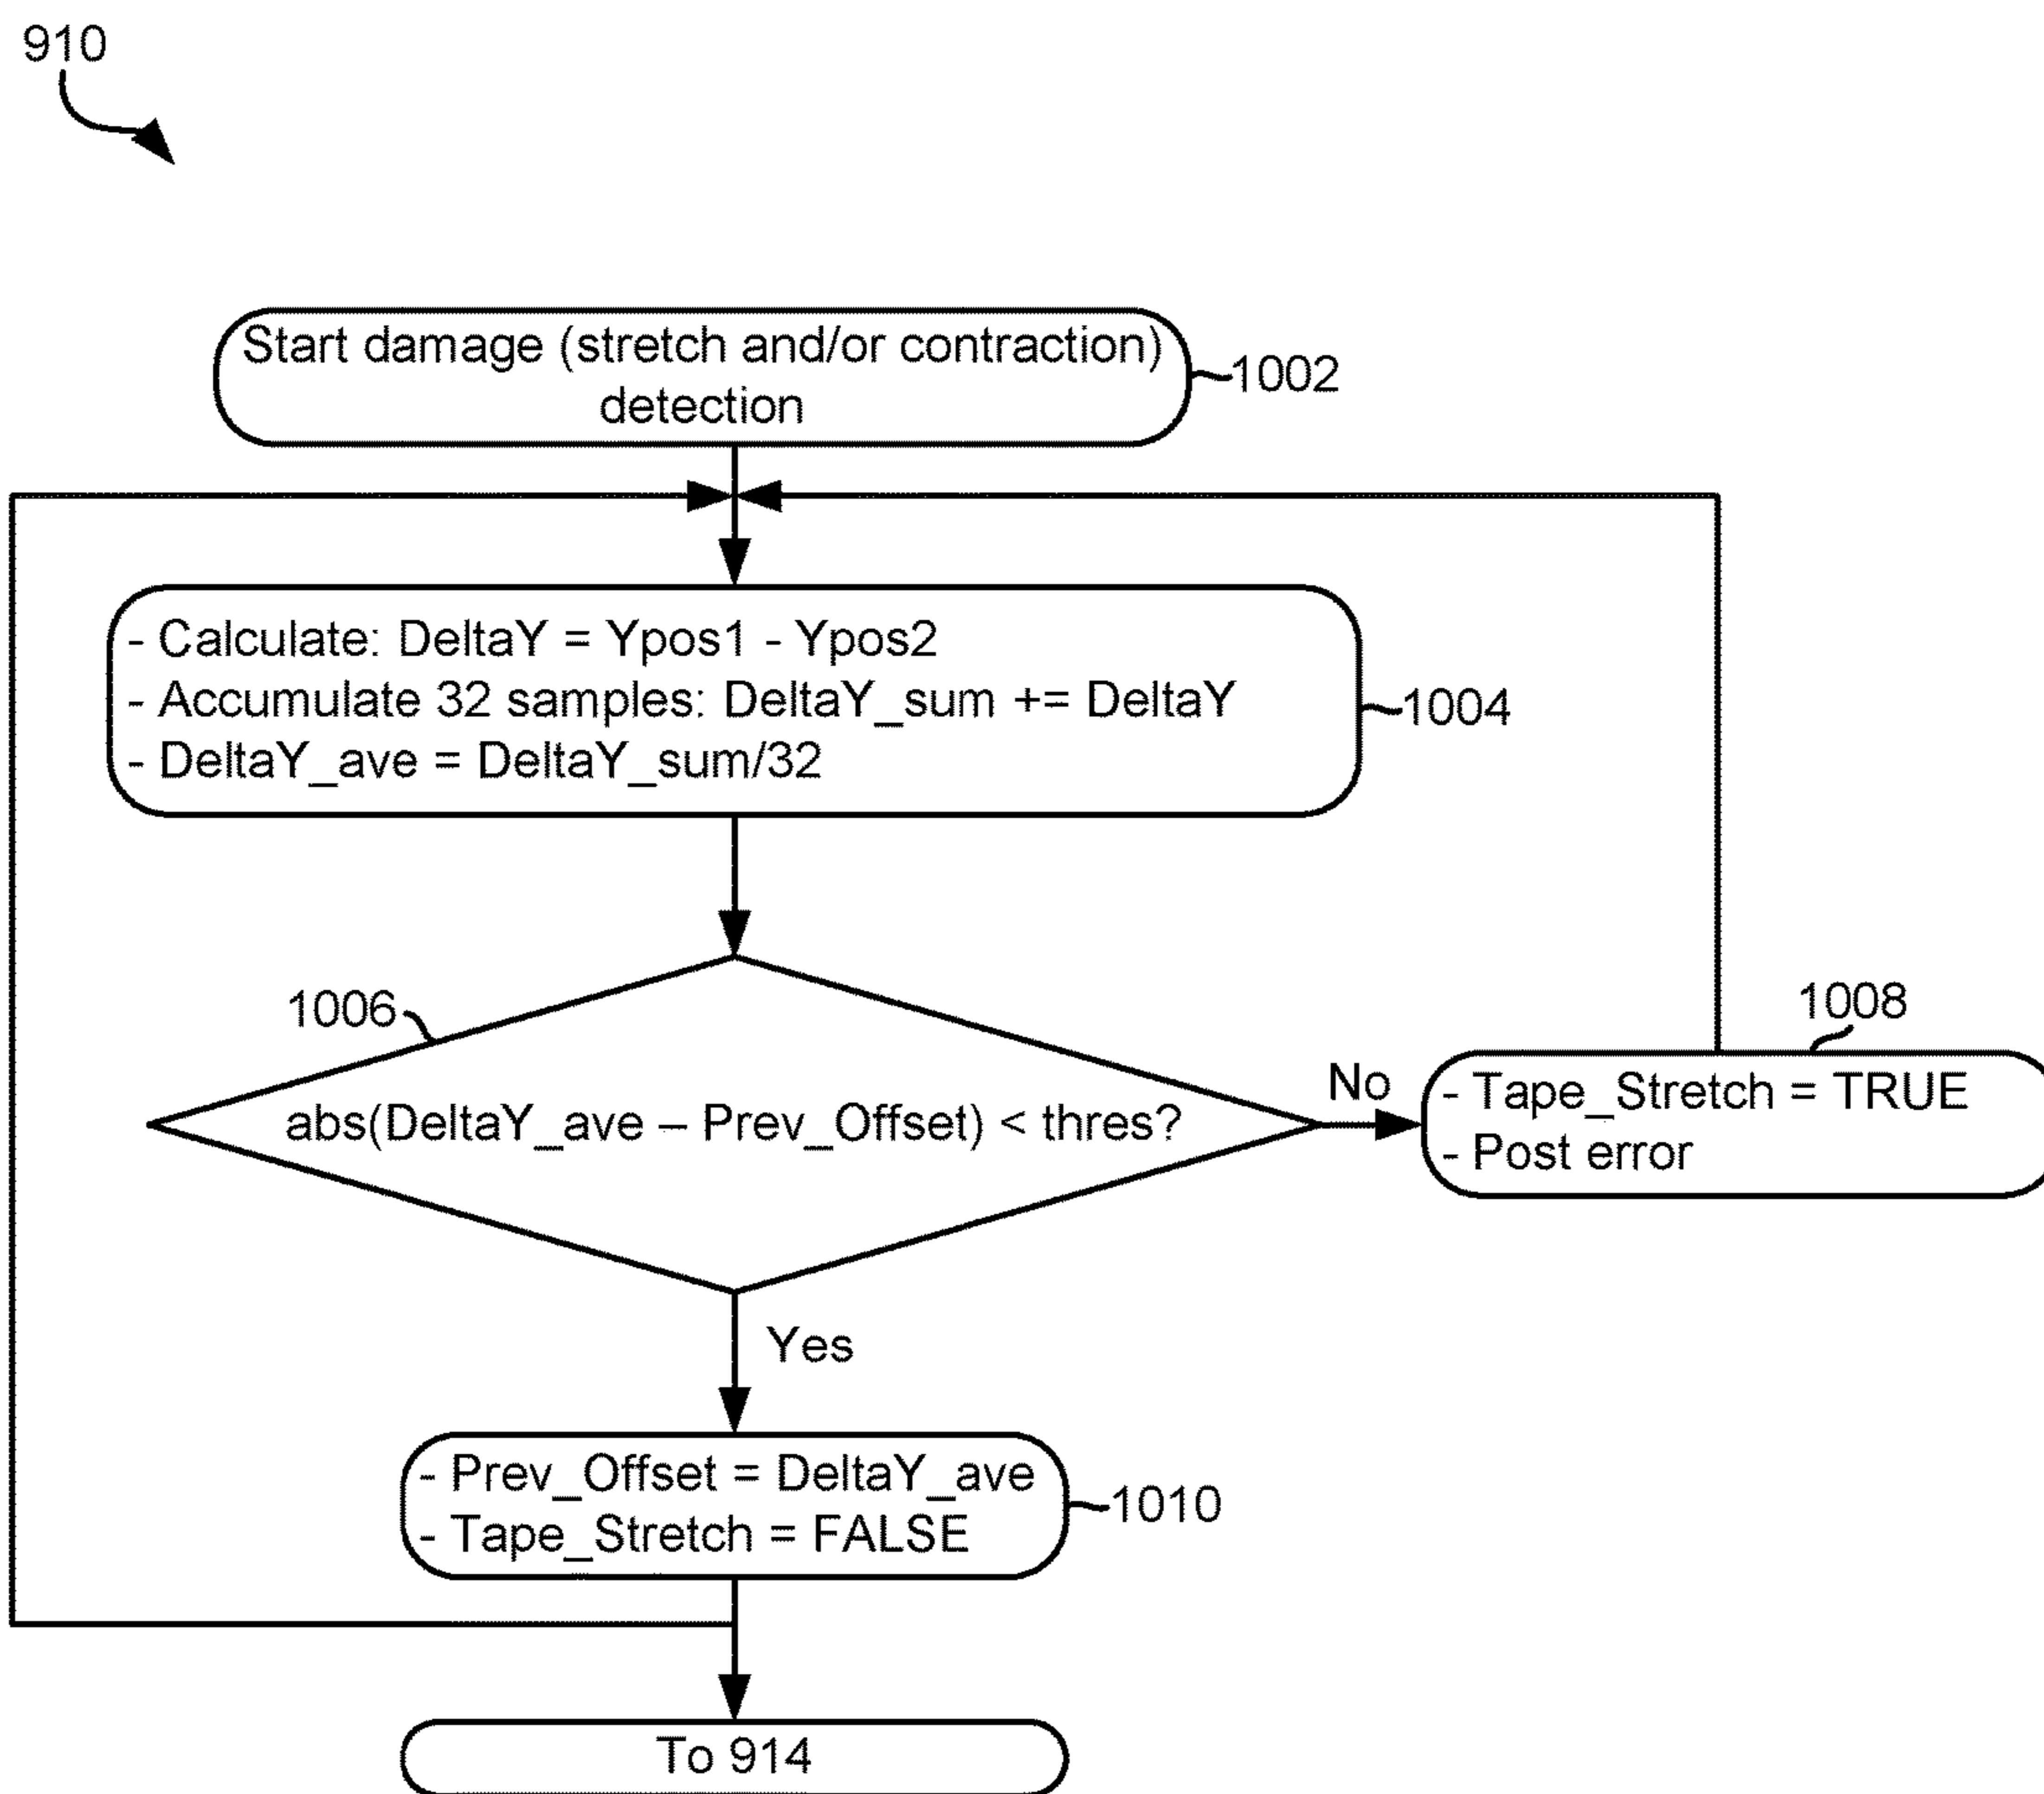 910
Start damage (stretch and/or contraction)
detection
1002
- Calculate: DeltaY = Ypos1 - Ypos2
- Accumulate 32 samples: DeltaY_sum += DeltaY
- DeltaY_ave = DeltaY_sum/32
1004
1006
abs(DeltaY_ave – Prev_Offset) < thres?
No
1008
- Tape_Stretch = TRUE
- Post error
Yes
- Prev_Offset = DeltaY_ave
- Tape_Stretch = FALSE
1010
To 914